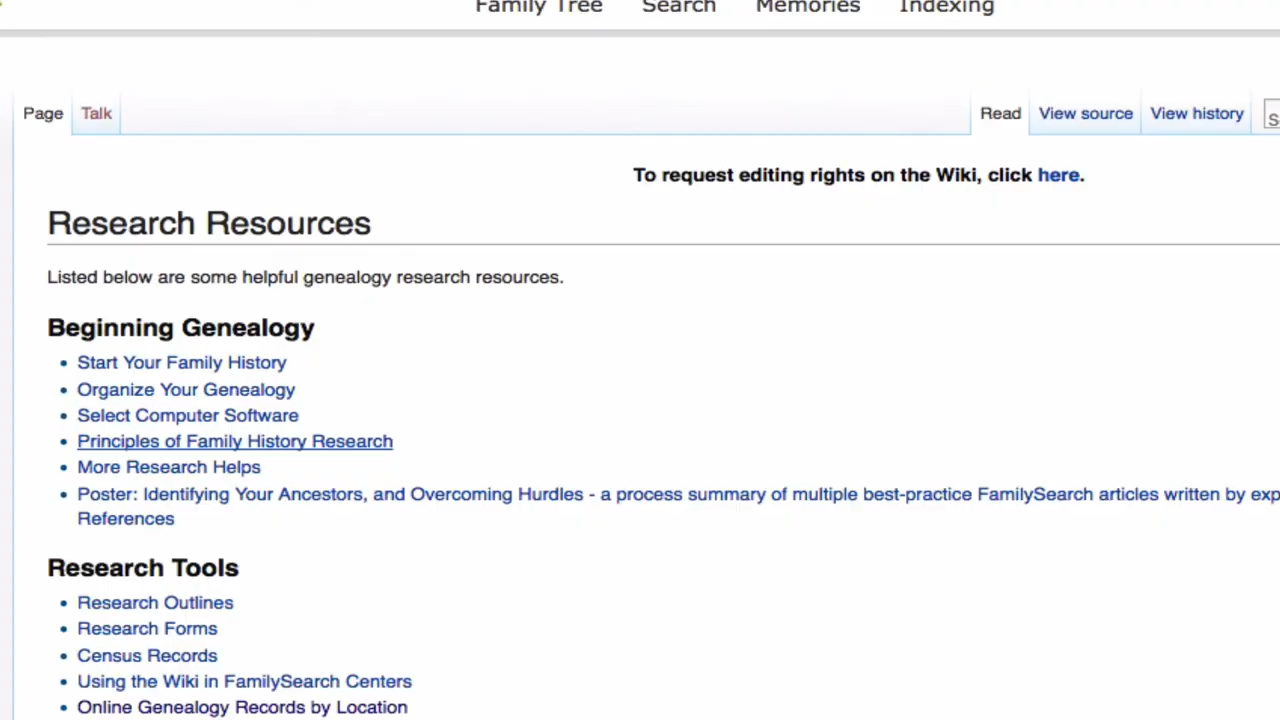 Family Tree Search Memories Indexing
Page Talk Read View source View history
To request editing rights on the Wiki, click here.
Research Resources
Listed below are some helpful genealogy research resources.
Beginning Genealogy
• Start Your Family History
• Organize Your Genealogy
• Select Computer Software
• Principles of Family History Research
• More Research Helps
• Poster: Identifying Your Ancestors, and Overcoming Hurdles - a process summary of multiple best-practice FamilySearch articles written by
References
Research Tools
• Research Outlines
• Research Forms
• Census Records
• Using the Wiki in FamilySearch Centers
• Online Genealogy Records by Location